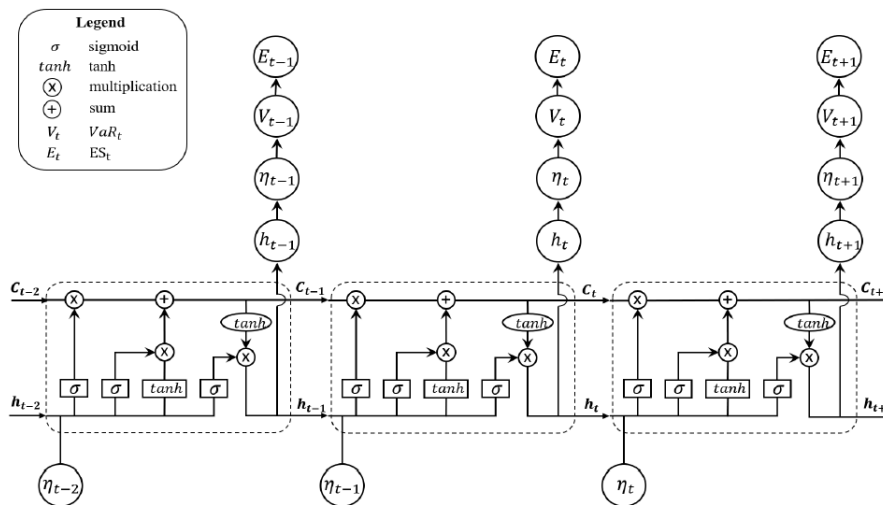 Legend
σ sigmoid
tanh tanh
ⓧ multiplication
⊕ sum
V_t VaR_t
E_t ES_t
E_{t−1} E_t E_{t+1}
V_{t−1} V_t V_{t+1}
η_{t−1} η_t η_{t+1}
h_{t−1} h_t h_{t+1}
C_{t−2} C_{t−1} C_t C_{t+
x + x + x +
tanh tanh tanh
x x x x x x
σ σ tanh σ σ σ tanh σ σ σ tanh σ
h_{t−2} h_{t−1} h_t h_{t+
η_{t−2} η_{t−1} η_t